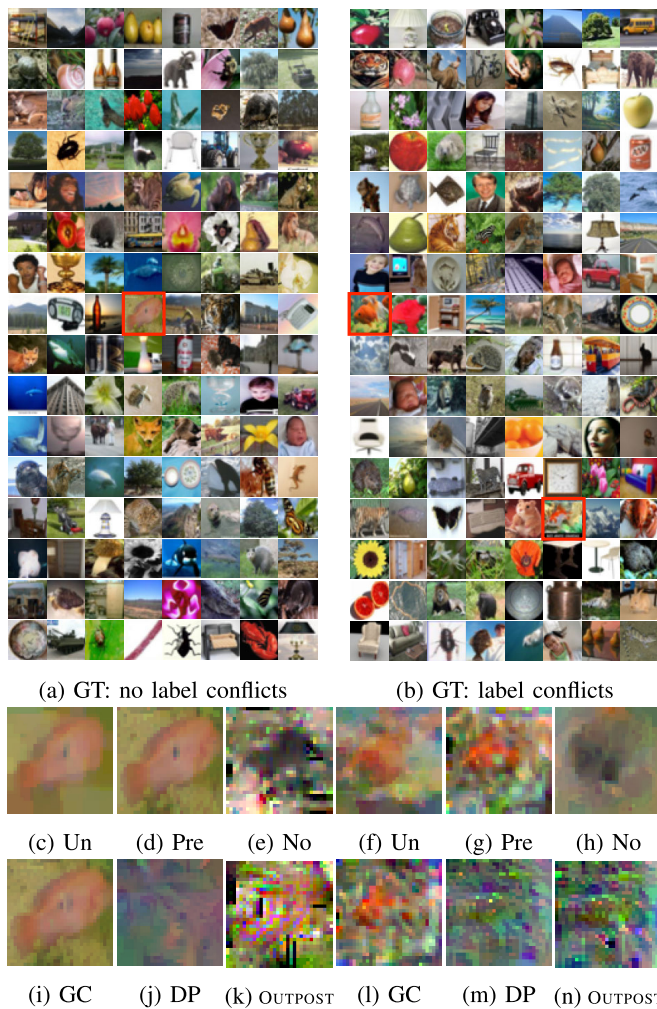 (a) GT: no label conflicts
(b) GT: label conflicts
(c) Un
(d) Pre
(e) No
(f) Un
(g) Pre
(h) No
(i) GC
(j) DP
(k) OUTPOST
(l) GC
(m) DP
(n) OUTPOST